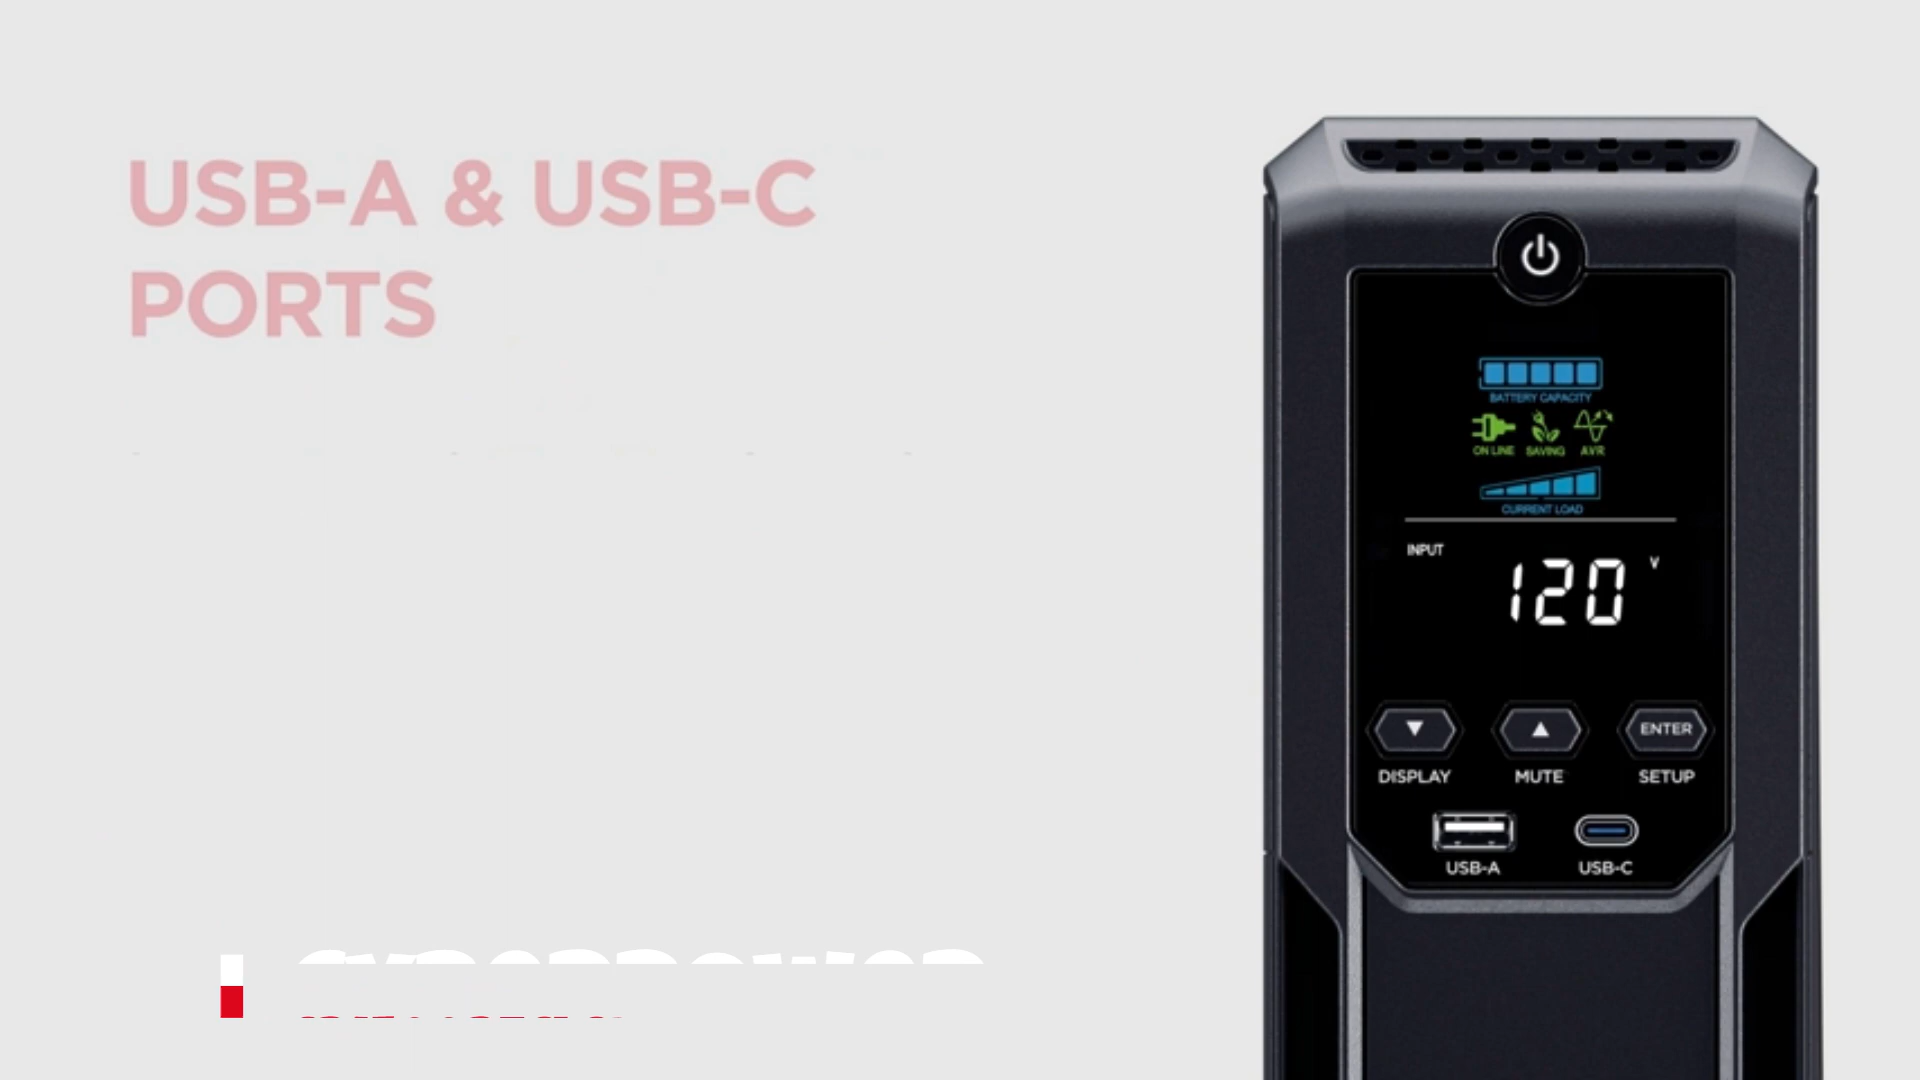 USB-A & USB-C
PORTS
BATTERY CAPACITY
ON LINE SAVING AVR
CURRENT LOAD
INPUT
120 V
ENTER
DISPLAY MUTE SETUP
USB-A USB-C